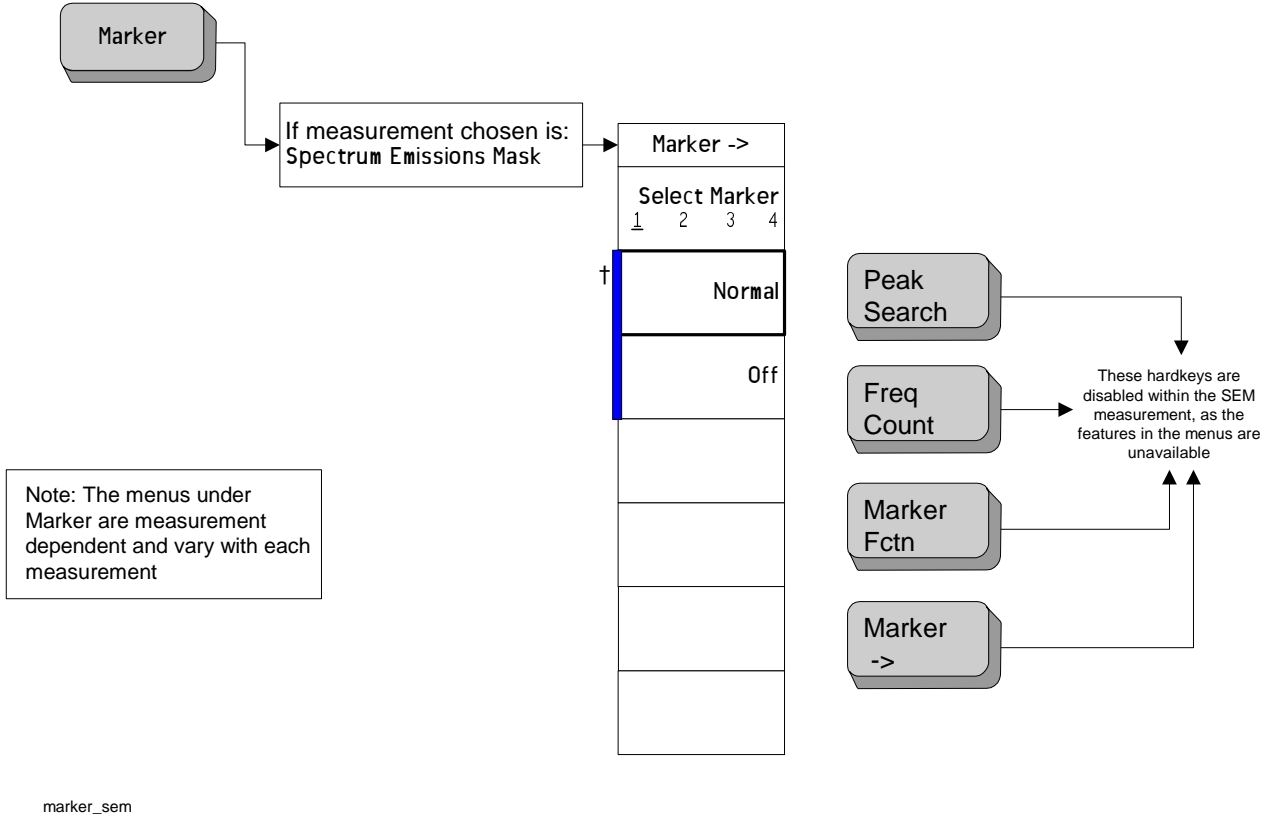 Marker
If measurement chosen is:
Spectrum Emissions Mask
Marker ->
Select Marker
1 2 3 4
†
Normal
Off
Peak
Search
Freq
Count
Marker
Fctn
Marker
->
These hardkeys are
disabled within the SEM
measurement, as the
features in the menus are
unavailable
Note: The menus under
Marker are measurement
dependent and vary with each
measurement
marker_sem